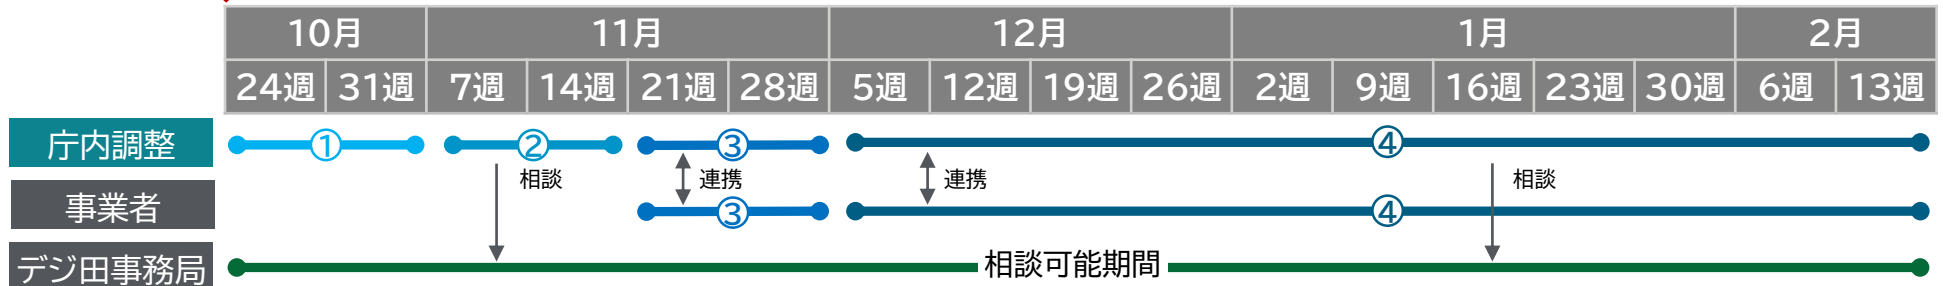 10月 11月 12月 1月 2月
24週 31週 7週 14週 21週 28週 5週 12週 19週 26週 2週 9週 16週 23週 30週 6週 13週
庁内調整 ① ② ③ ④
相談 連携 連携 相談
事業者 ③ ④
デジ田事務局 相談可能期間